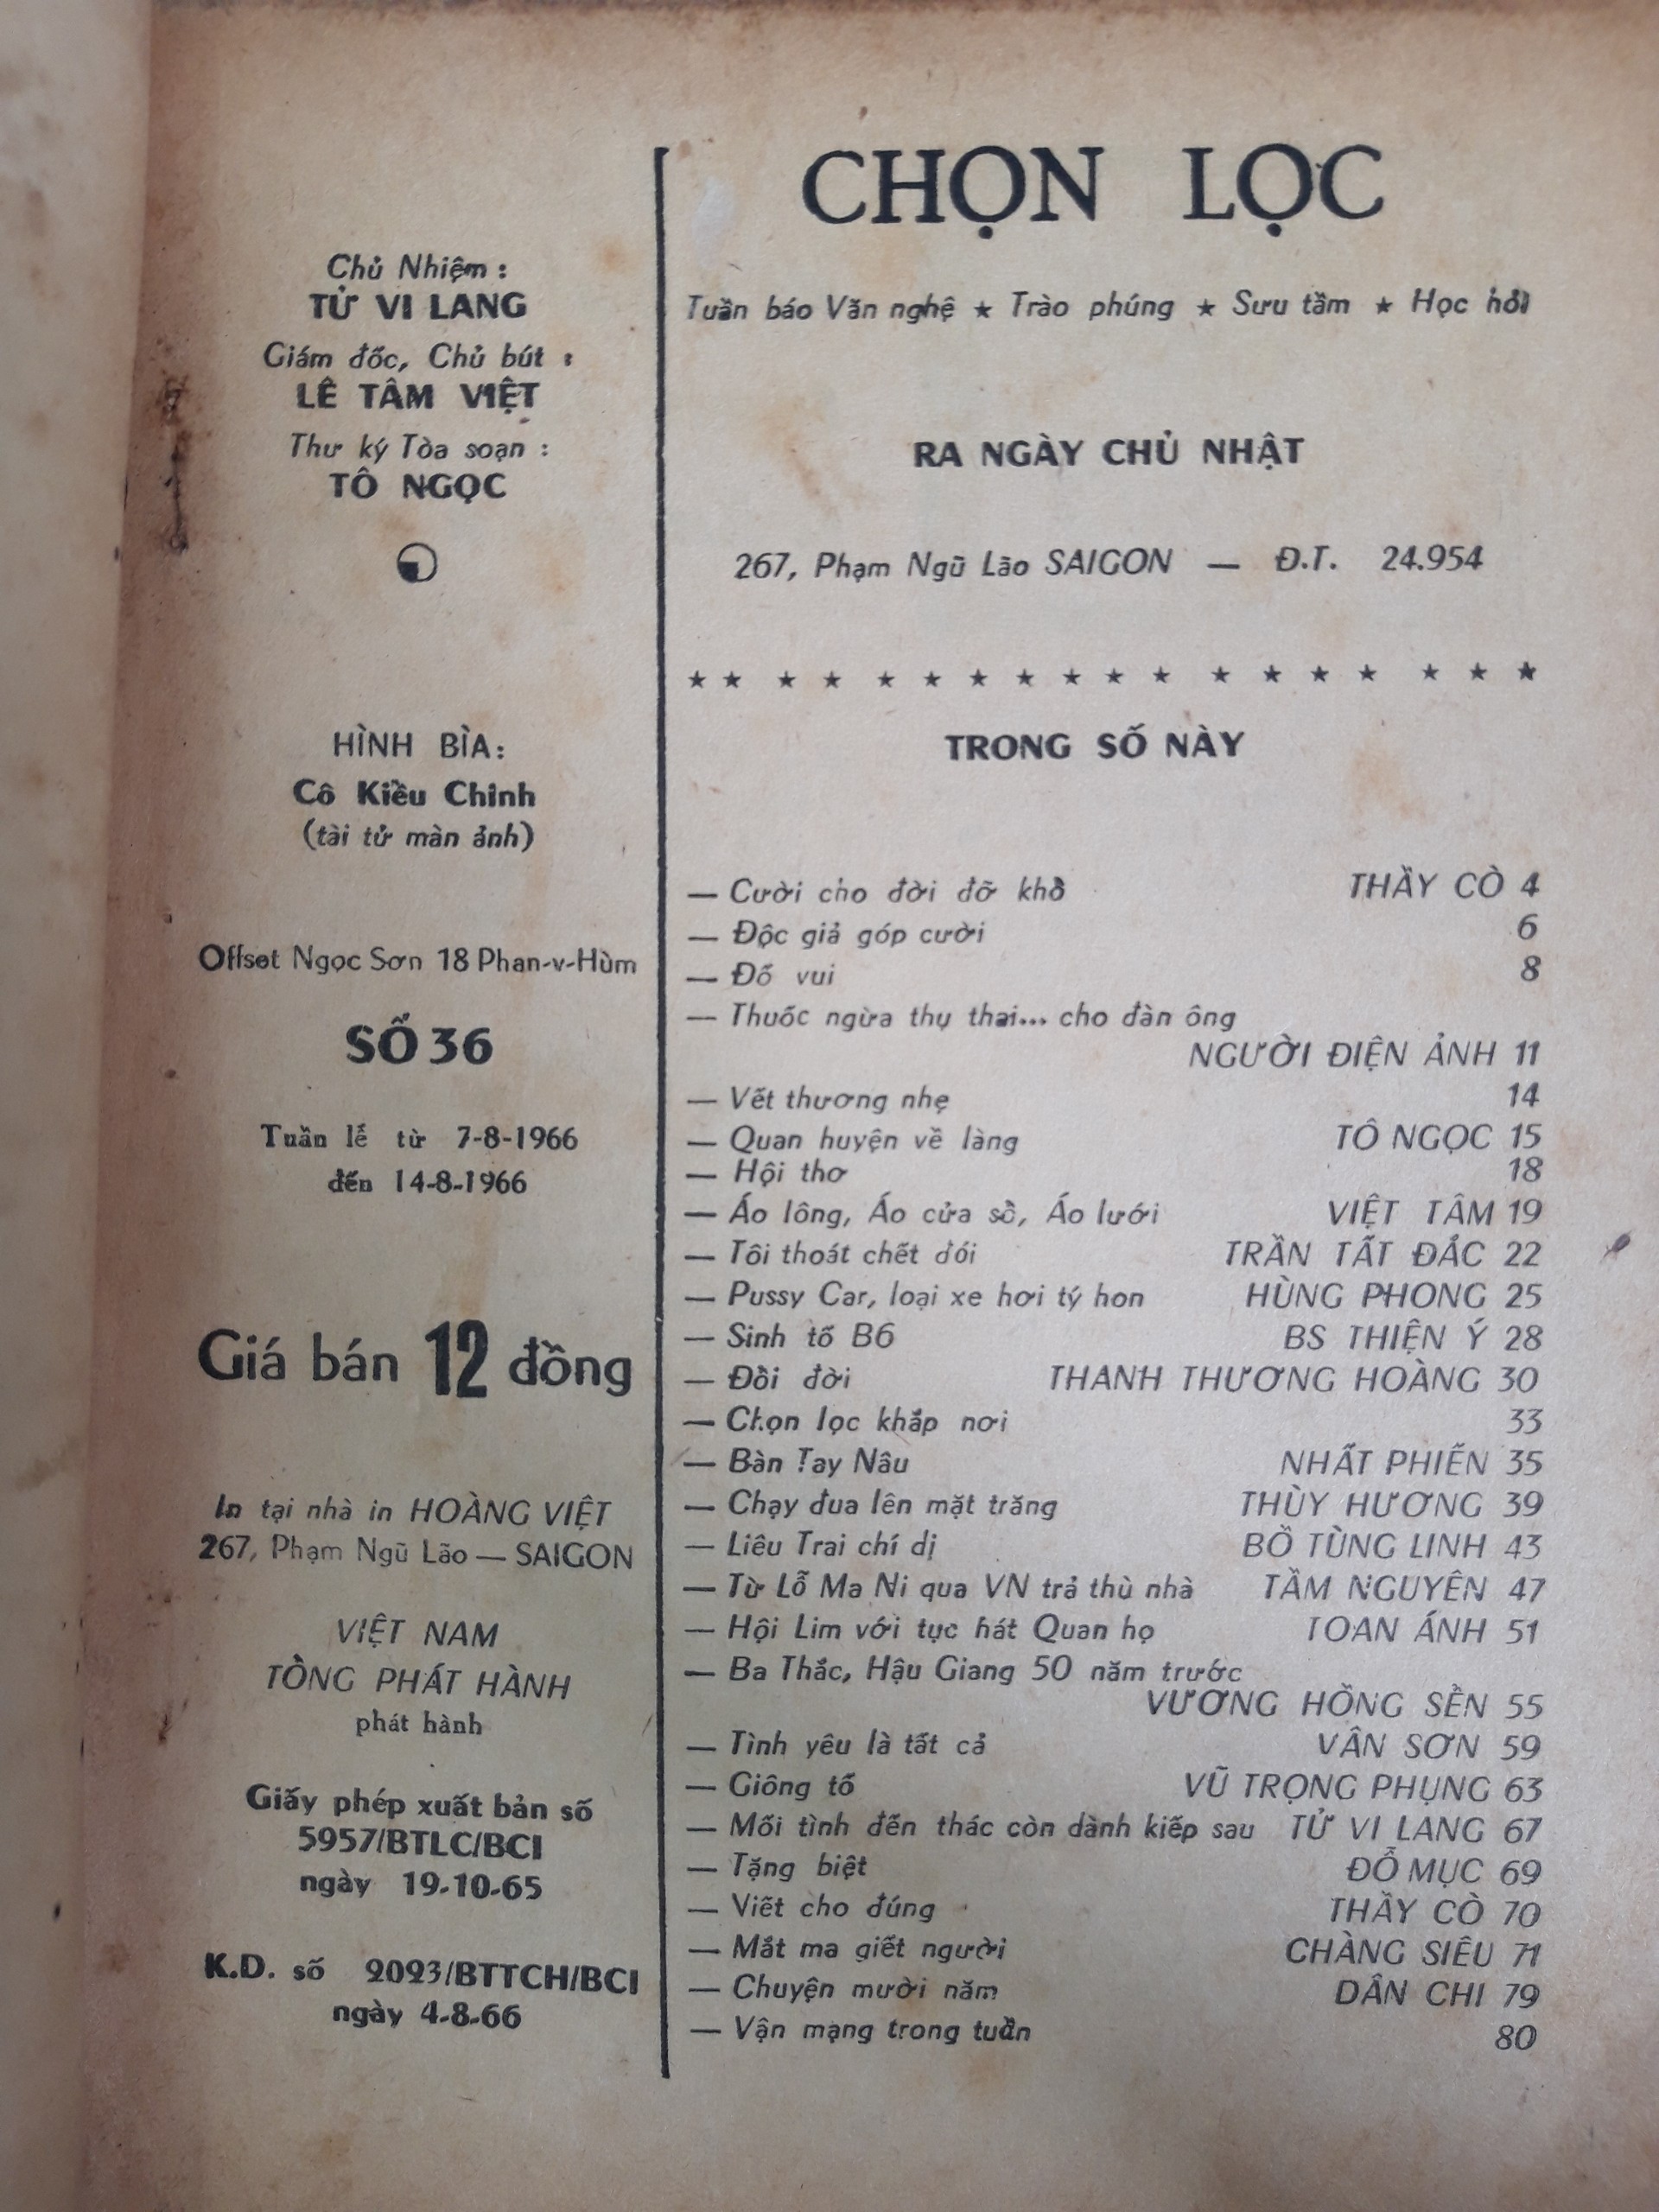 Chủ Nhiệm :
TỬ VI LANG
Giám đốc, Chủ bút :
LÊ TÂM VIỆT
Thư ký Tòa soạn :
TÔ NGỌC
HÌNH BÌA:
Cô Kiều Chinh
(tài tử màn ảnh)
Offset Ngọc Sơn 18 Phan-v-Hùm
SỐ 36
Tuần lễ từ 7-8-1966
đến 14-8-1966
Giá bán 12 đồng
In tại nhà in HOÀNG VIỆT
267, Phạm Ngũ Lão — SAIGON
VIỆT NAM
TỔNG PHÁT HÀNH
phát hành
Giấy phép xuất bản số
5957/BTLC/BCI
ngày 19-10-65
K.D. số 2023/BTTCH/BCI
ngày 4-8-66
CHỌN LỌC
Tuần báo Văn nghệ ★ Trào phúng ★ Sưu tầm ★ Học hỏi
RA NGÀY CHỦ NHẬT
267, Phạm Ngũ Lão SAIGON — Đ.T. 24.954
★ ★ ★ ★ ★ ★ ★ ★ ★ ★ ★ ★ ★ ★ ★ ★ ★ ★
TRONG SỐ NÀY
— Cười cho đời đỡ khổ THẦY CÒ 4
— Độc giả góp cười 6
— Đố vui 8
— Thuốc ngừa thụ thai... cho đàn ông
NGƯỜI ĐIỆN ẢNH 11
— Vết thương nhẹ 14
— Quan huyện về làng TÔ NGỌC 15
— Hội thơ 18
— Áo lông, Áo cửa sổ, Áo lưới VIỆT TÂM 19
— Tôi thoát chết đói TRẦN TẤT ĐẮC 22
— Pussy Car, loại xe hơi tý hon HÙNG PHONG 25
— Sinh tố B6 BS THIỆN Ý 28
— Đồi đời THANH THƯƠNG HOÀNG 30
— Chọn lọc khắp nơi 33
— Bàn Tay Nâu NHẤT PHIẾN 35
— Chạy đua lên mặt trăng THÙY HƯƠNG 39
— Liêu Trai chí dị BỒ TÙNG LINH 43
— Từ Lỗ Ma Ni qua VN trả thù nhà TẦM NGUYÊN 47
— Hội Lim với tục hát Quan họ TOAN ÁNH 51
— Ba Thắc, Hậu Giang 50 năm trước
VƯƠNG HỒNG SỂN 55
— Tình yêu là tất cả VÂN SƠN 59
— Giông tố VŨ TRỌNG PHỤNG 63
— Mối tình đến thác còn dành kiếp sau TỬ VI LANG 67
— Tặng biệt ĐỖ MỤC 69
— Viết cho đúng THẦY CÒ 70
— Mắt ma giết người CHÀNG SIÊU 71
— Chuyện mười năm DÂN CHI 79
— Vận mạng trong tuần 80